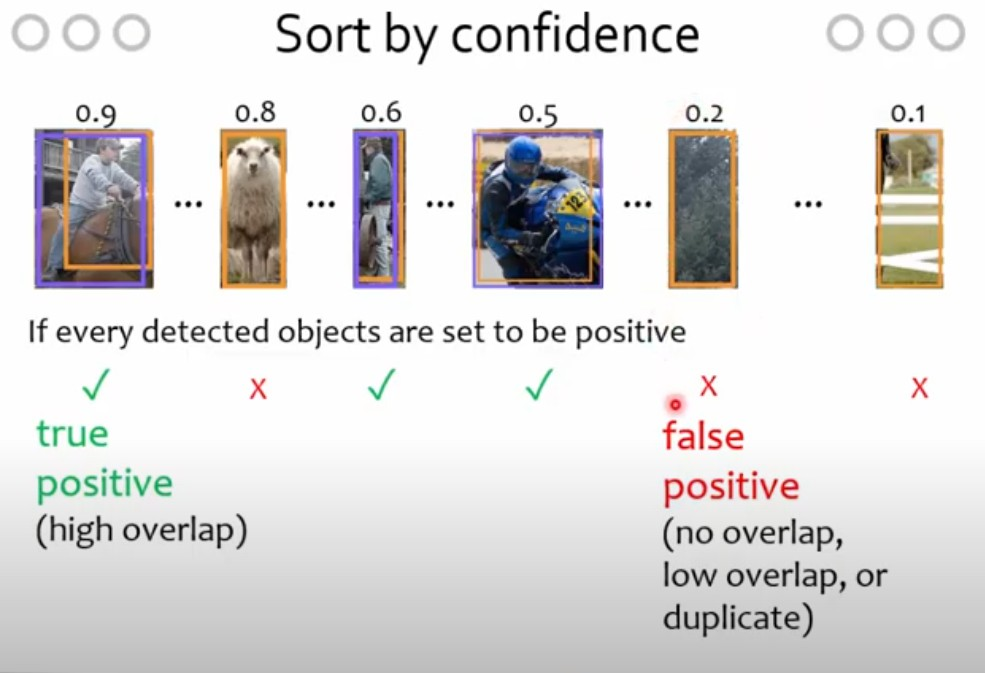 Sort by confidence
0.9 0.8 0.6 0.5 0.2 0.1
... ... ... ... ...
If every detected objects are set to be positive
✓ x ✓ ✓ x x
true
positive
(high overlap)
false
positive
(no overlap,
low overlap, or
duplicate)